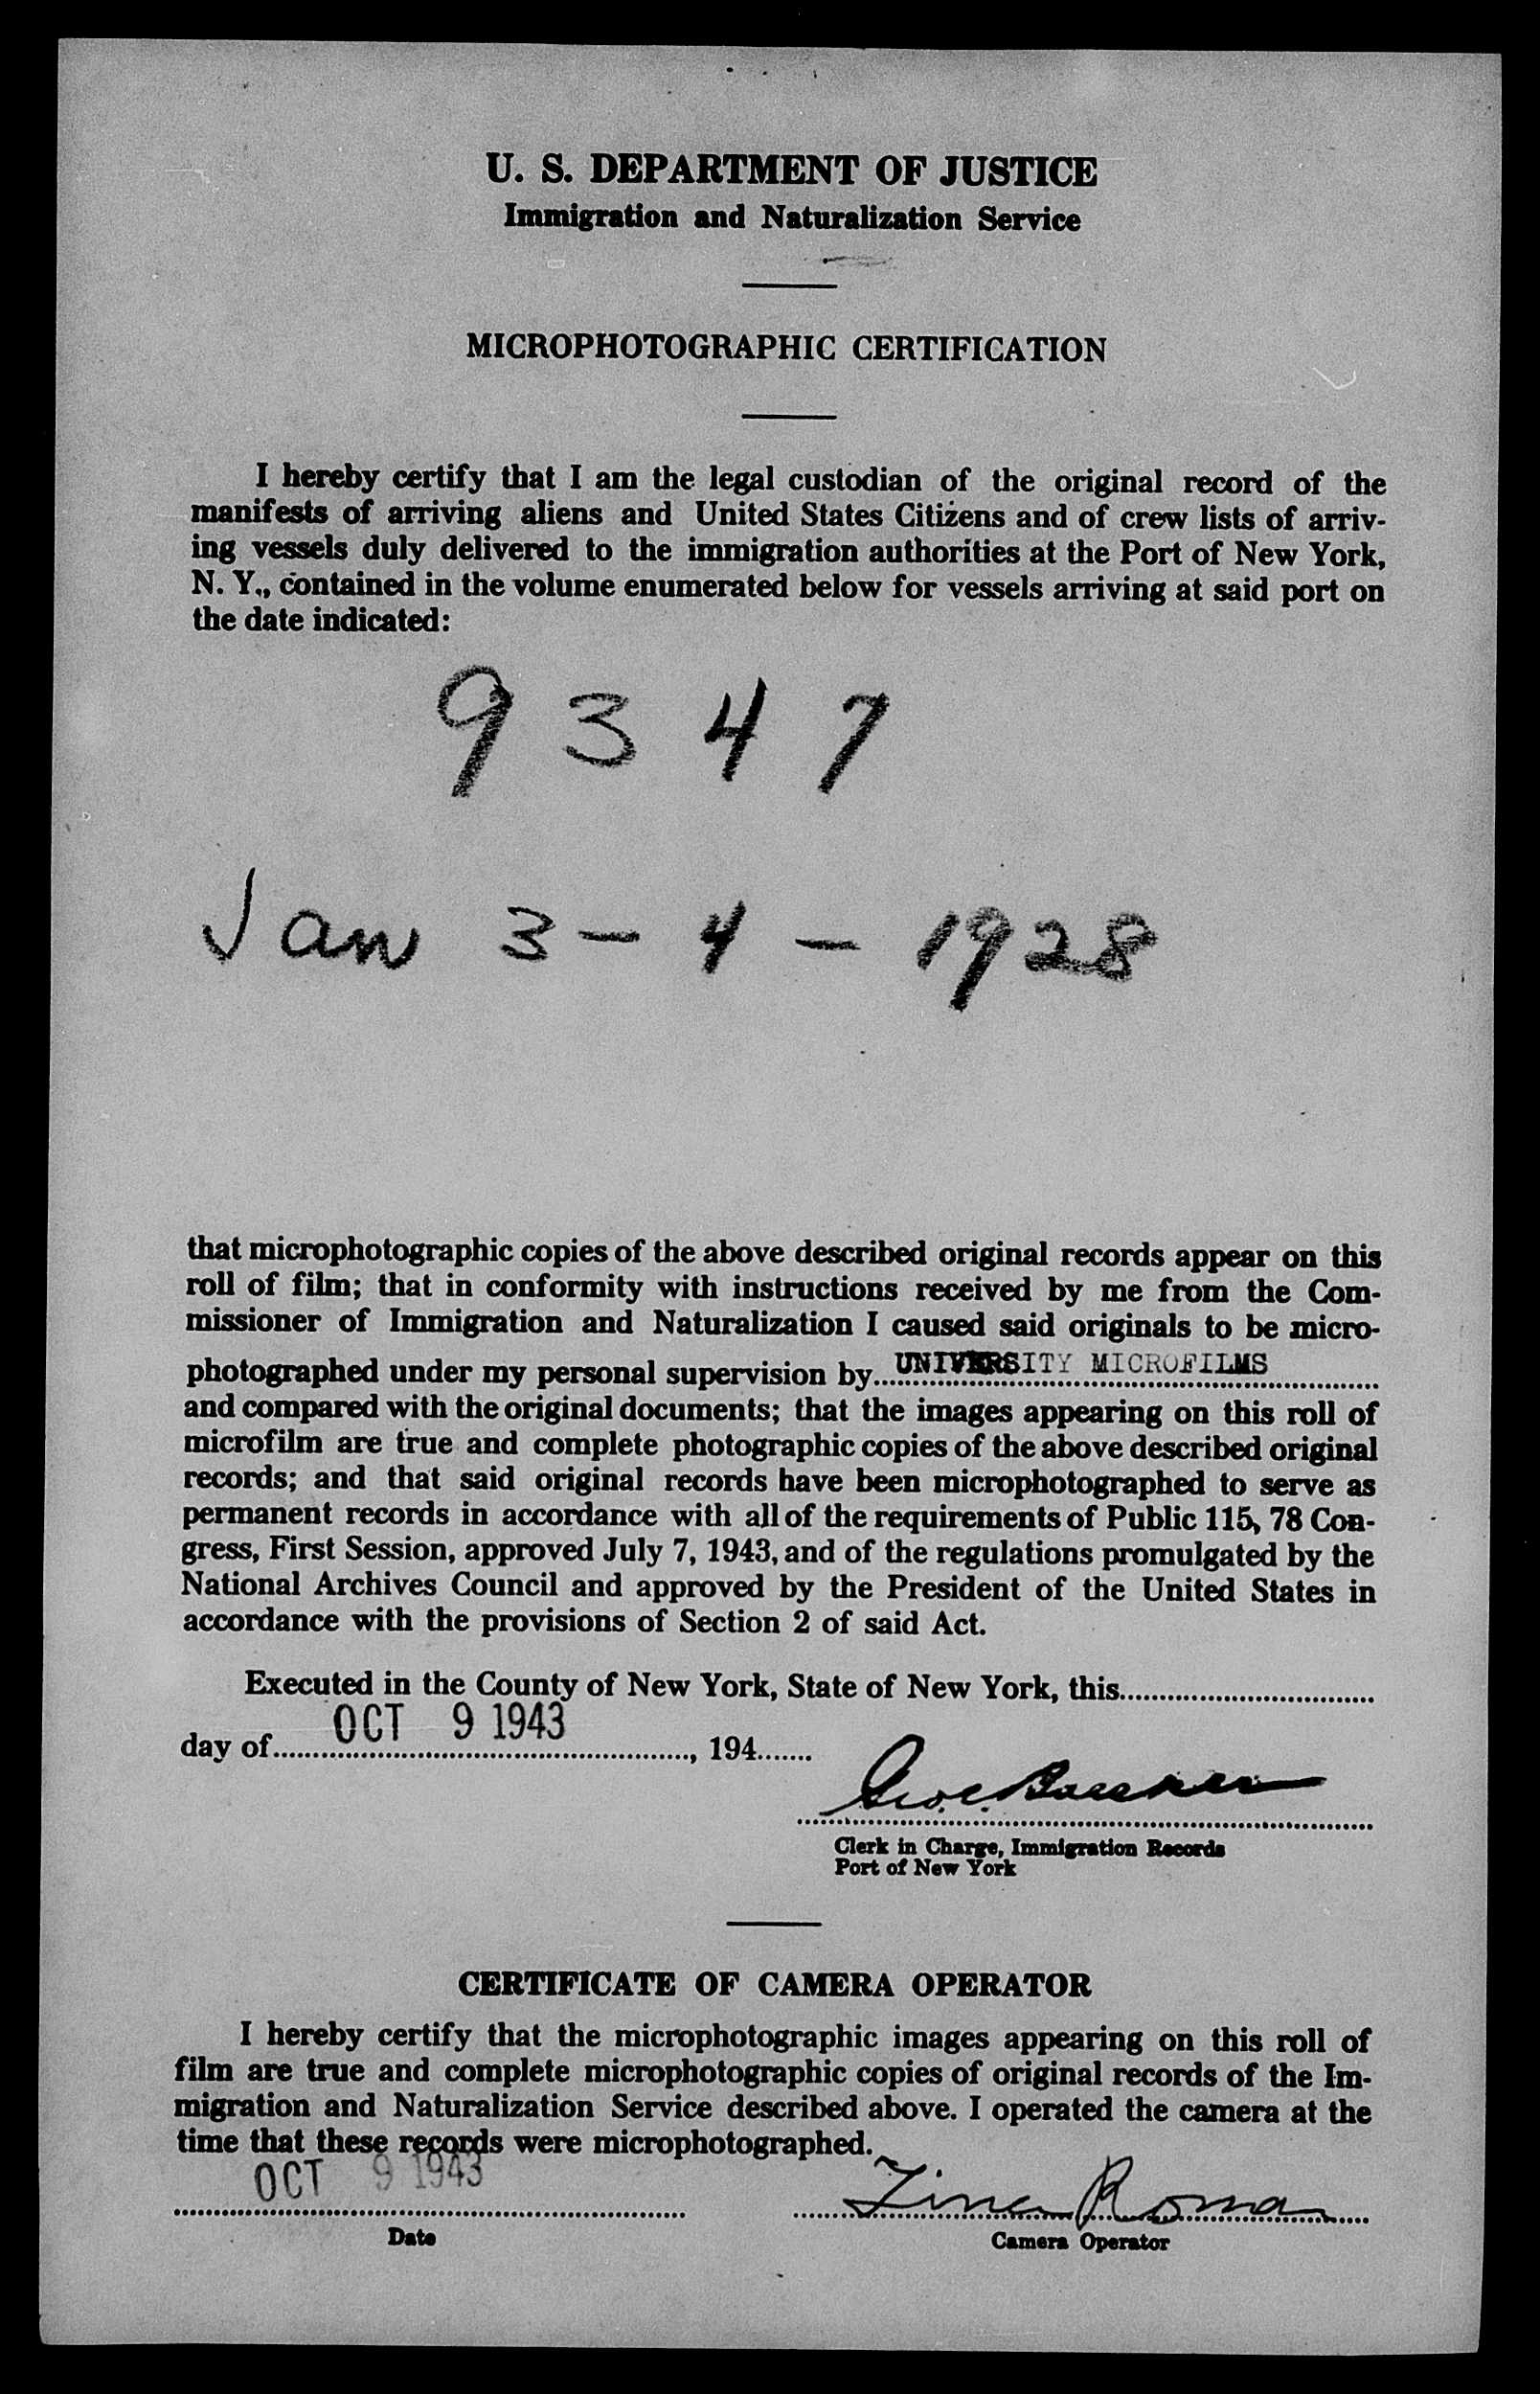 U. S. DEPARTMENT OF JUSTICE
Immigration and Naturalization Service
MICROPHOTOGRAPHIC CERTIFICATION
I hereby certify that I am the legal custodian of the original record of the
manifests of arriving aliens and United States Citizens and of crew lists of arriv-
ing vessels duly delivered to the immigration authorities at the Port of New York,
N. Y., contained in the volume enumerated below for vessels arriving at said port on
the date indicated:
9347
Jan 3 - 4 - 1928
that microphotographic copies of the above described original records appear on this
roll of film; that in conformity with instructions received by me from the Com-
missioner of Immigration and Naturalization I caused said originals to be micro-
photographed under my personal supervision by UNIVERSITY MICROFILMS
and compared with the original documents; that the images appearing on this roll of
microfilm are true and complete photographic copies of the above described original
records; and that said original records have been microphotographed to serve as
permanent records in accordance with all of the requirements of Public 115, 78 Con-
gress, First Session, approved July 7, 1943, and of the regulations promulgated by the
National Archives Council and approved by the President of the United States in
accordance with the provisions of Section 2 of said Act.
Executed in the County of New York, State of New York, this
day of OCT 9 1943, 194
Clerk in Charge, Immigration Records
Port of New York
CERTIFICATE OF CAMERA OPERATOR
I hereby certify that the microphotographic images appearing on this roll of
film are true and complete microphotographic copies of original records of the Im-
migration and Naturalization Service described above. I operated the camera at the
time that these records were microphotographed.
OCT 9 1943
Roma
Date
Camera Operator